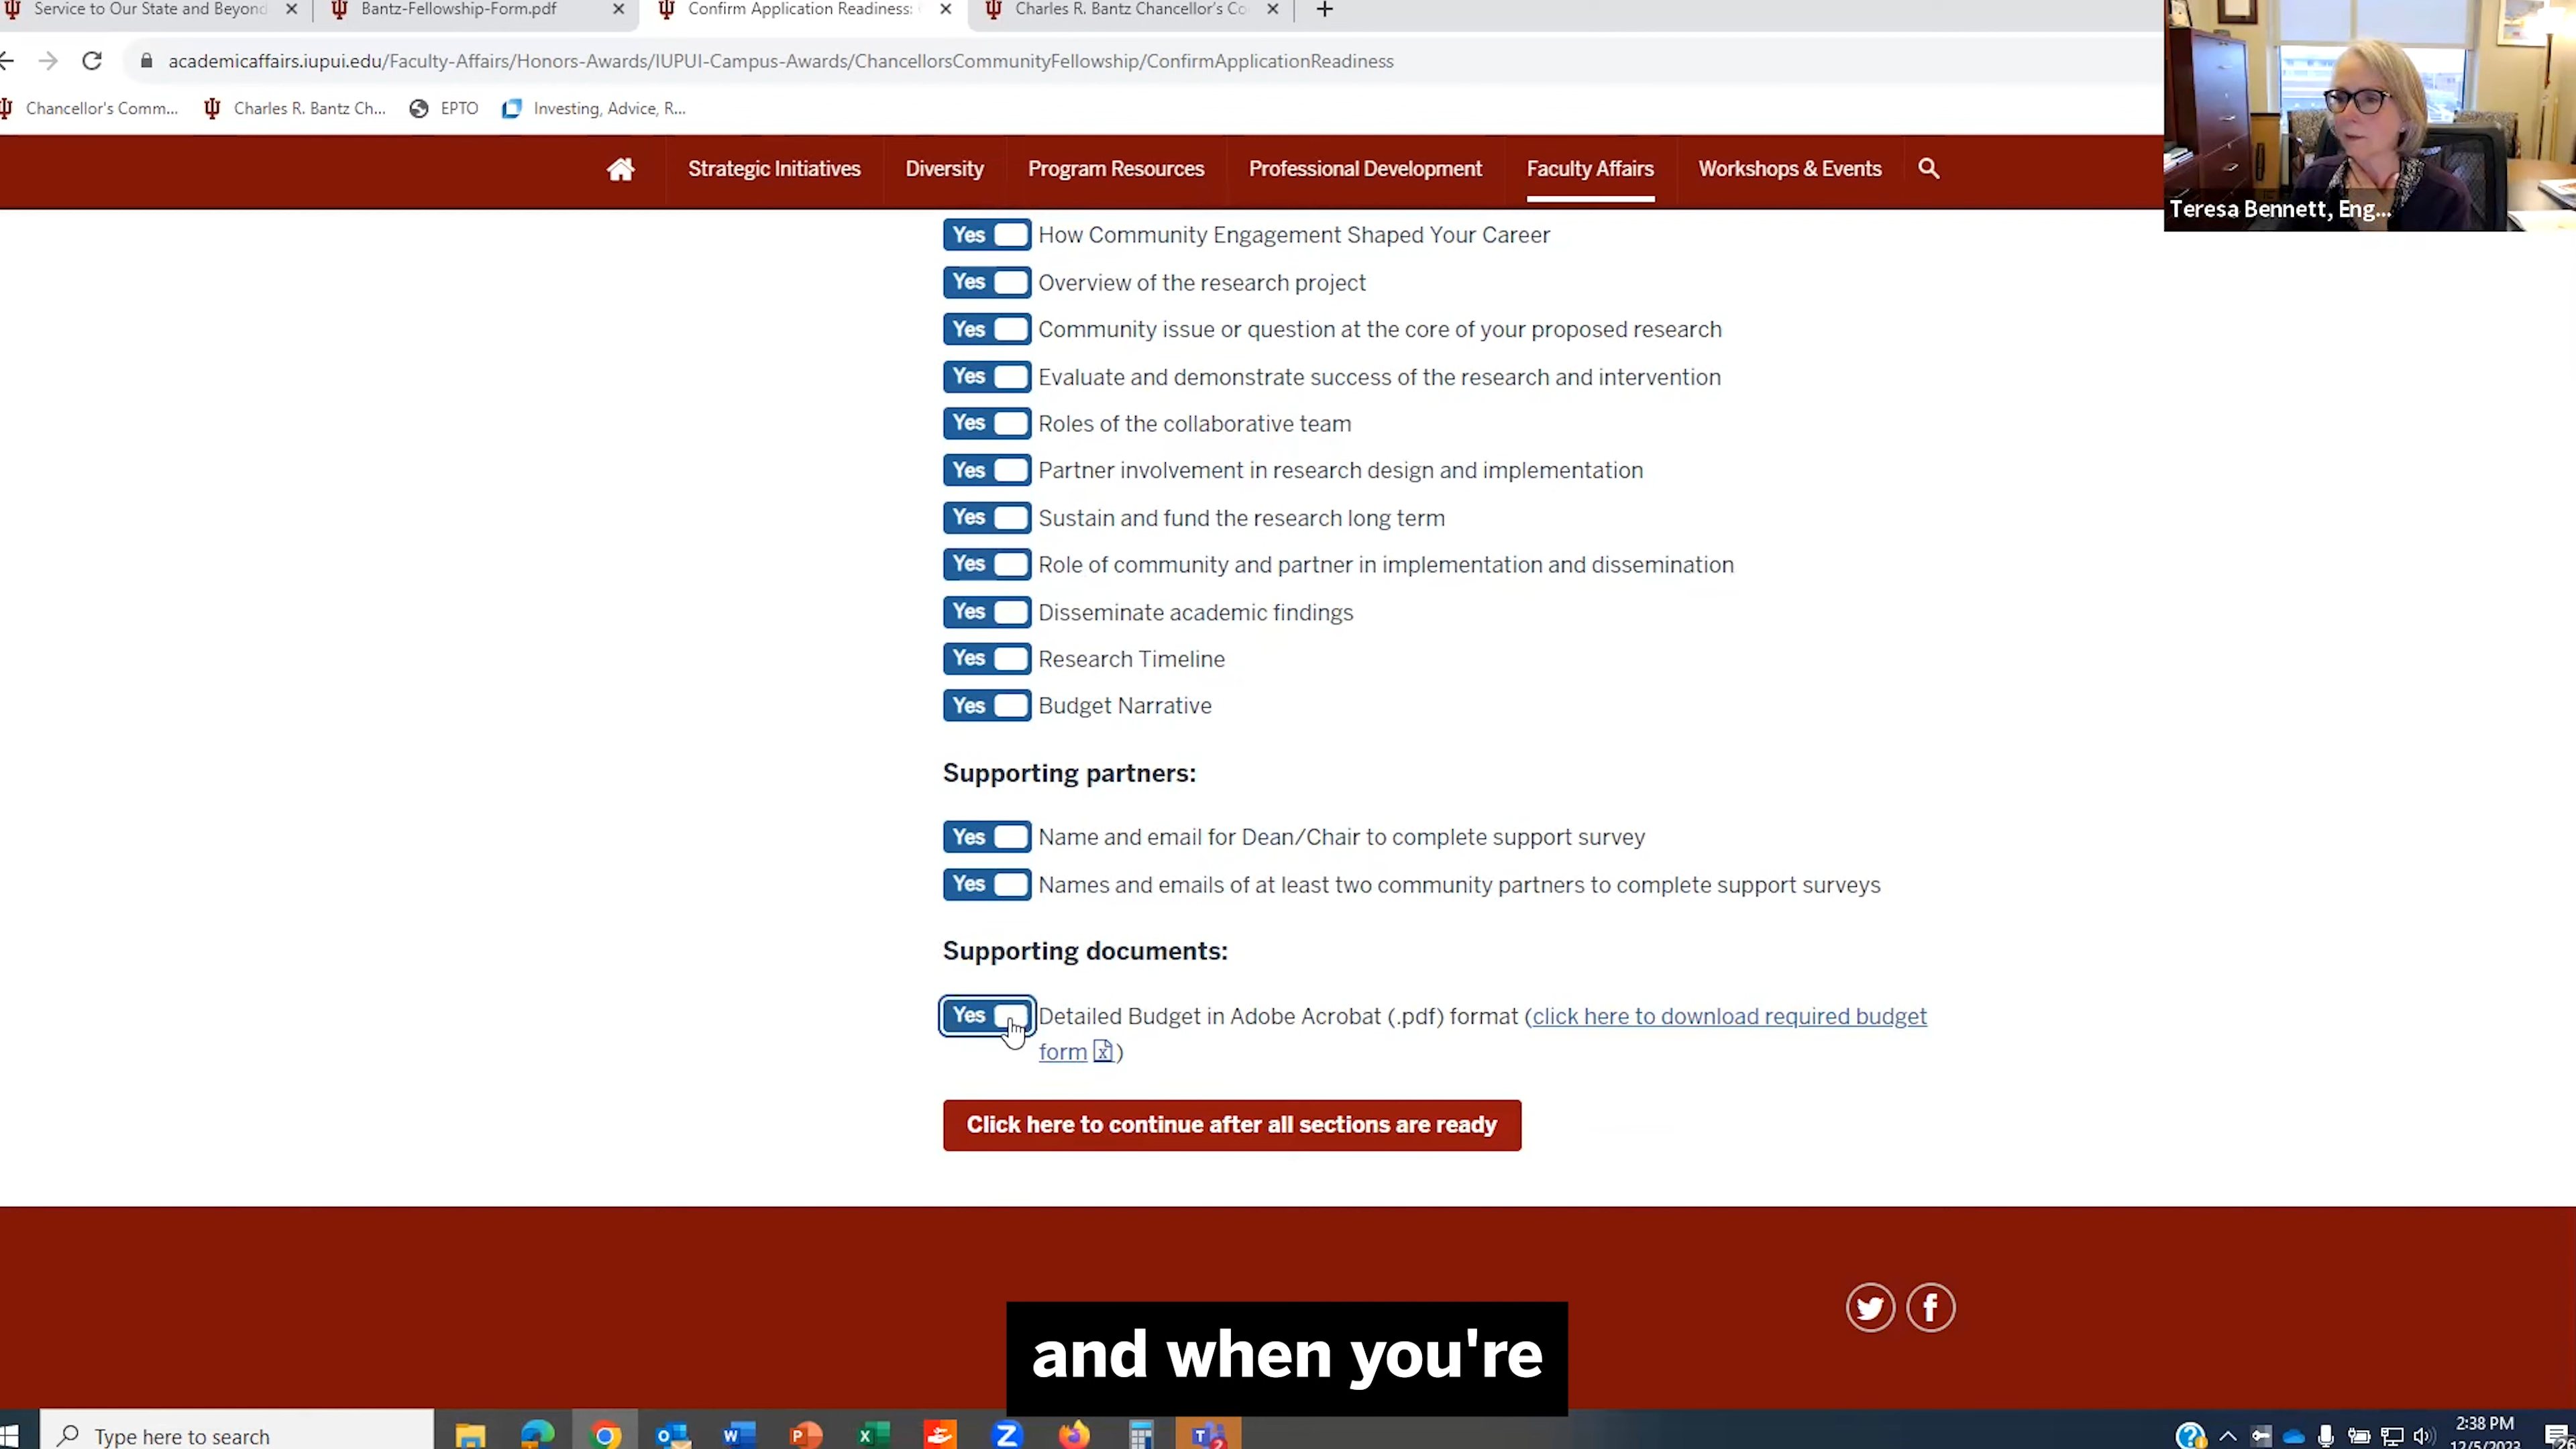 Service to Our State and Beyond
Bantz-Fellowship-Form.pdf
Confirm Application Readiness:
Charles R. Bantz Chancellor's Co
academicaffairs.iupui.edu/Faculty-Affairs/Honors-Awards/IUPUI-Campus-Awards/ChancellorsCommunityFellowship/ConfirmApplicationReadiness
Chancellor's Comm...
Charles R. Bantz Ch...
EPTO
Investing, Advice, R...
Strategic Initiatives
Diversity
Program Resources
Professional Development
Faculty Affairs
Workshops & Events
Teresa Bennett, Eng...
Yes How Community Engagement Shaped Your Career
Yes Overview of the research project
Yes Community issue or question at the core of your proposed research
Yes Evaluate and demonstrate success of the research and intervention
Yes Roles of the collaborative team
Yes Partner involvement in research design and implementation
Yes Sustain and fund the research long term
Yes Role of community and partner in implementation and dissemination
Yes Disseminate academic findings
Yes Research Timeline
Yes Budget Narrative
Supporting partners:
Yes Name and email for Dean/Chair to complete support survey
Yes Names and emails of at least two community partners to complete support surveys
Supporting documents:
Yes Detailed Budget in Adobe Acrobat (.pdf) format (click here to download required budget
form )
Click here to continue after all sections are ready
and when you're
Type here to search
2:38 PM
12/5/2023